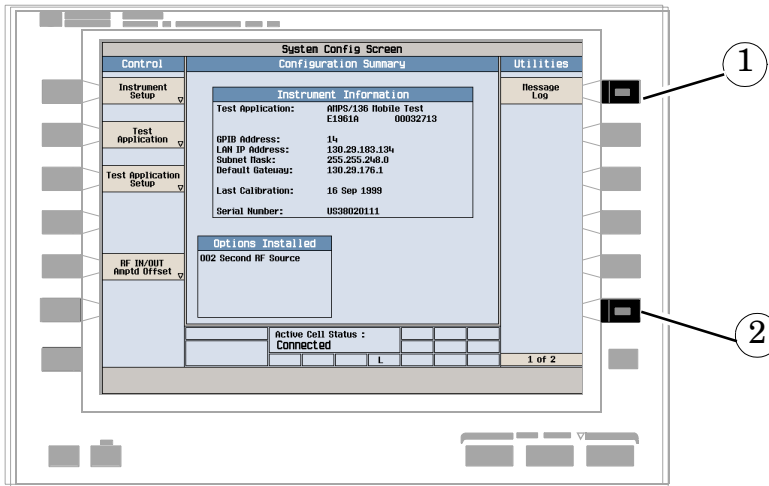 System Config Screen
Control
Configuration Summary
Utilities
Instrument
Setup
Test
Application
Test Application
Setup
RF IN/OUT
Amptd Offset
Instrument Information
Test Application: AMPS/136 Mobile Test
E1961A 00032713
GPIB Address: 14
LAN IP Address: 130.29.183.134
Subnet Mask: 255.255.248.0
Default Gateway: 130.29.176.1
Last Calibration: 16 Sep 1999
Serial Number: US38020111
Options Installed
002 Second RF Source
Active Cell Status :
Connected
L
Message
Log
1 of 2
1
2